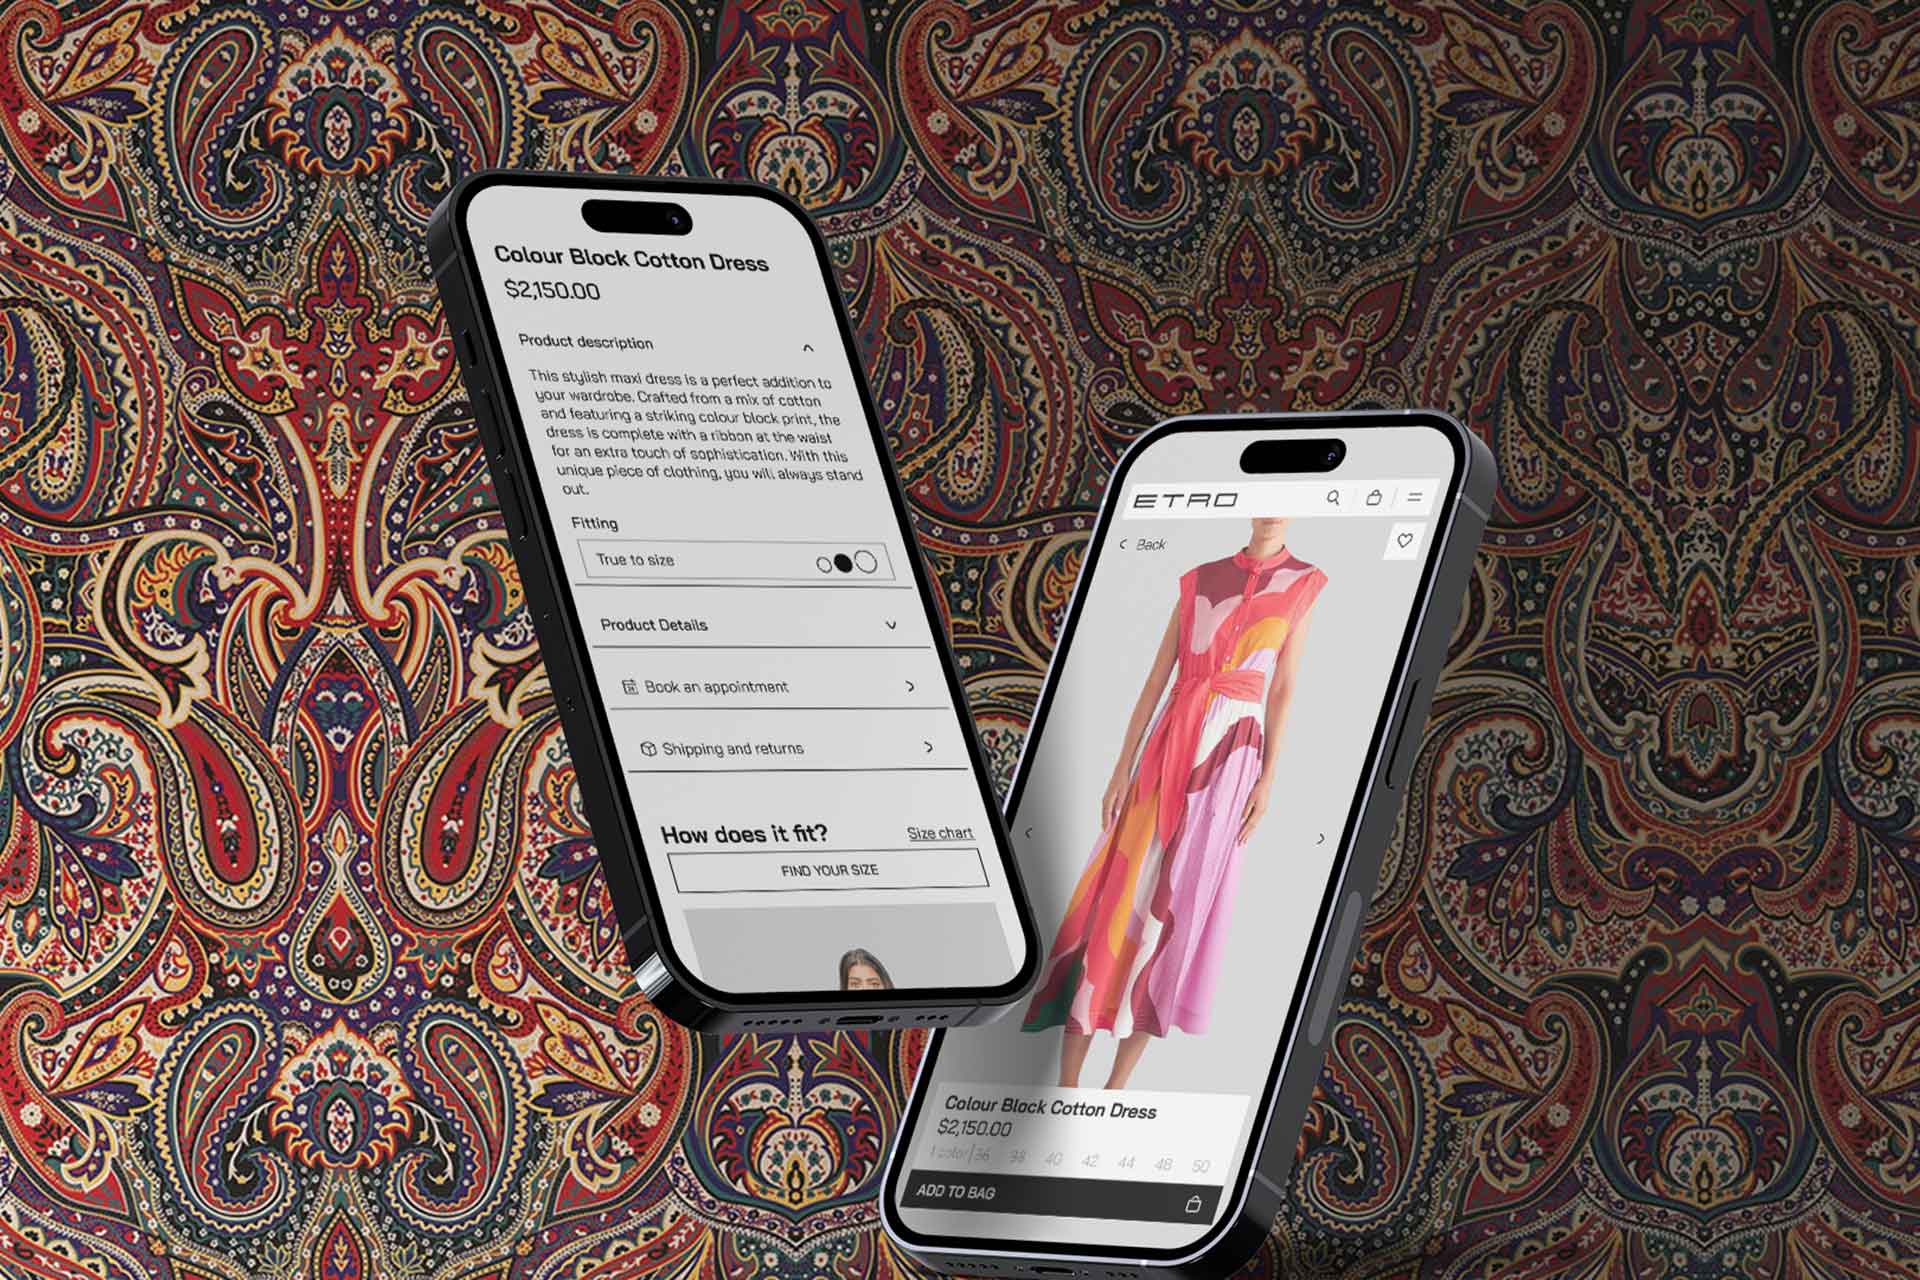 Colour Block Cotton Dress
$2,150.00
Product description
This stylish maxi dress is a perfect addition to
your wardrobe. Crafted from a mix of cotton
and featuring a striking colour block print, the
dress is complete with a ribbon at the waist
for an extra touch of sophistication. With this
unique piece of clothing, you will always stand
out.
Fitting
True to size
Product Details
Book an appointment
Shipping and returns
How does it fit?
Size chart
FIND YOUR SIZE
ETRO
Back
Colour Block Cotton Dress
$2,150.00
1 color 36 38 40 42 44 48 50
ADD TO BAG